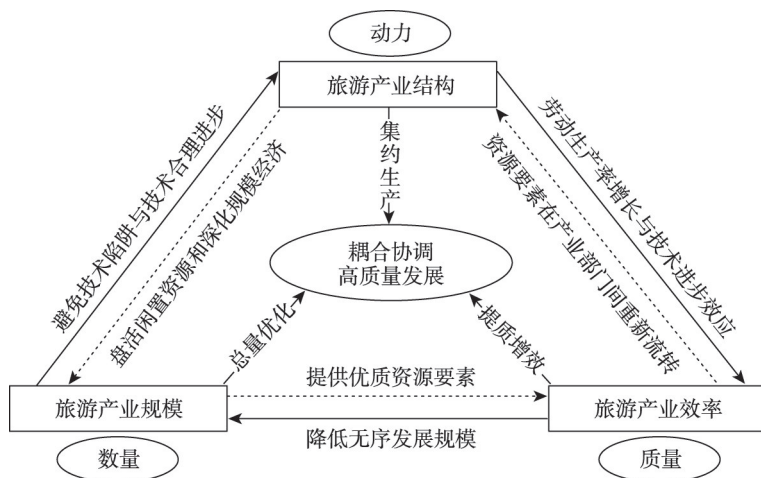 动力
旅游产业结构
避免技术陷阱与技术合理进步
盘活闲置资源和深化规模经济
集约生产
资源要素在产业部门间重新流转
劳动生产率增长与技术进步效应
耦合协调
高质量发展
总量优化
提质增效
提供优质资源要素
旅游产业规模
旅游产业效率
降低无序发展规模
数量
质量